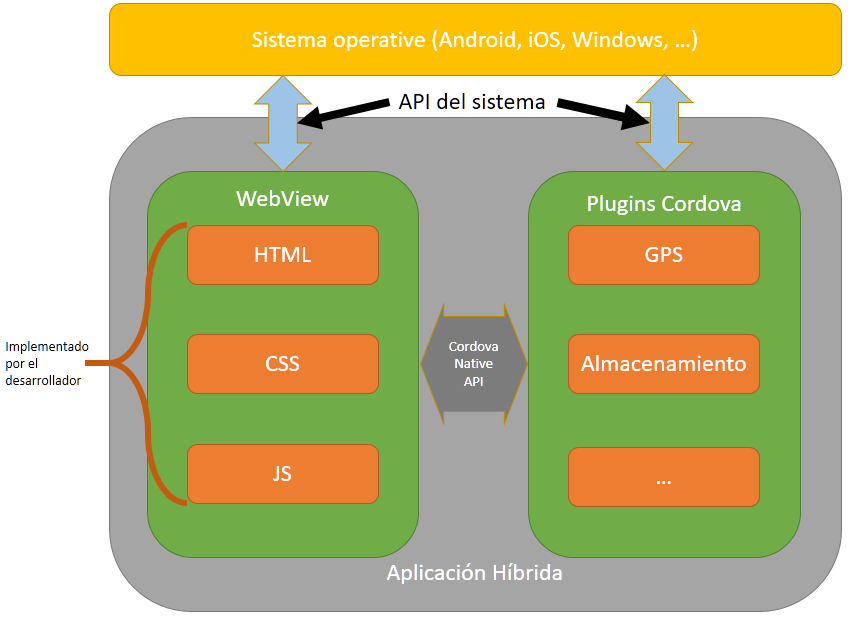 Sistema operative (Android, iOS, Windows, ...)
API del sistema
WebView
HTML
CSS
JS
Implementado
por el
desarrollador
Cordova
Native
API
Plugins Cordova
GPS
Almacenamiento
...
Aplicación Híbrida